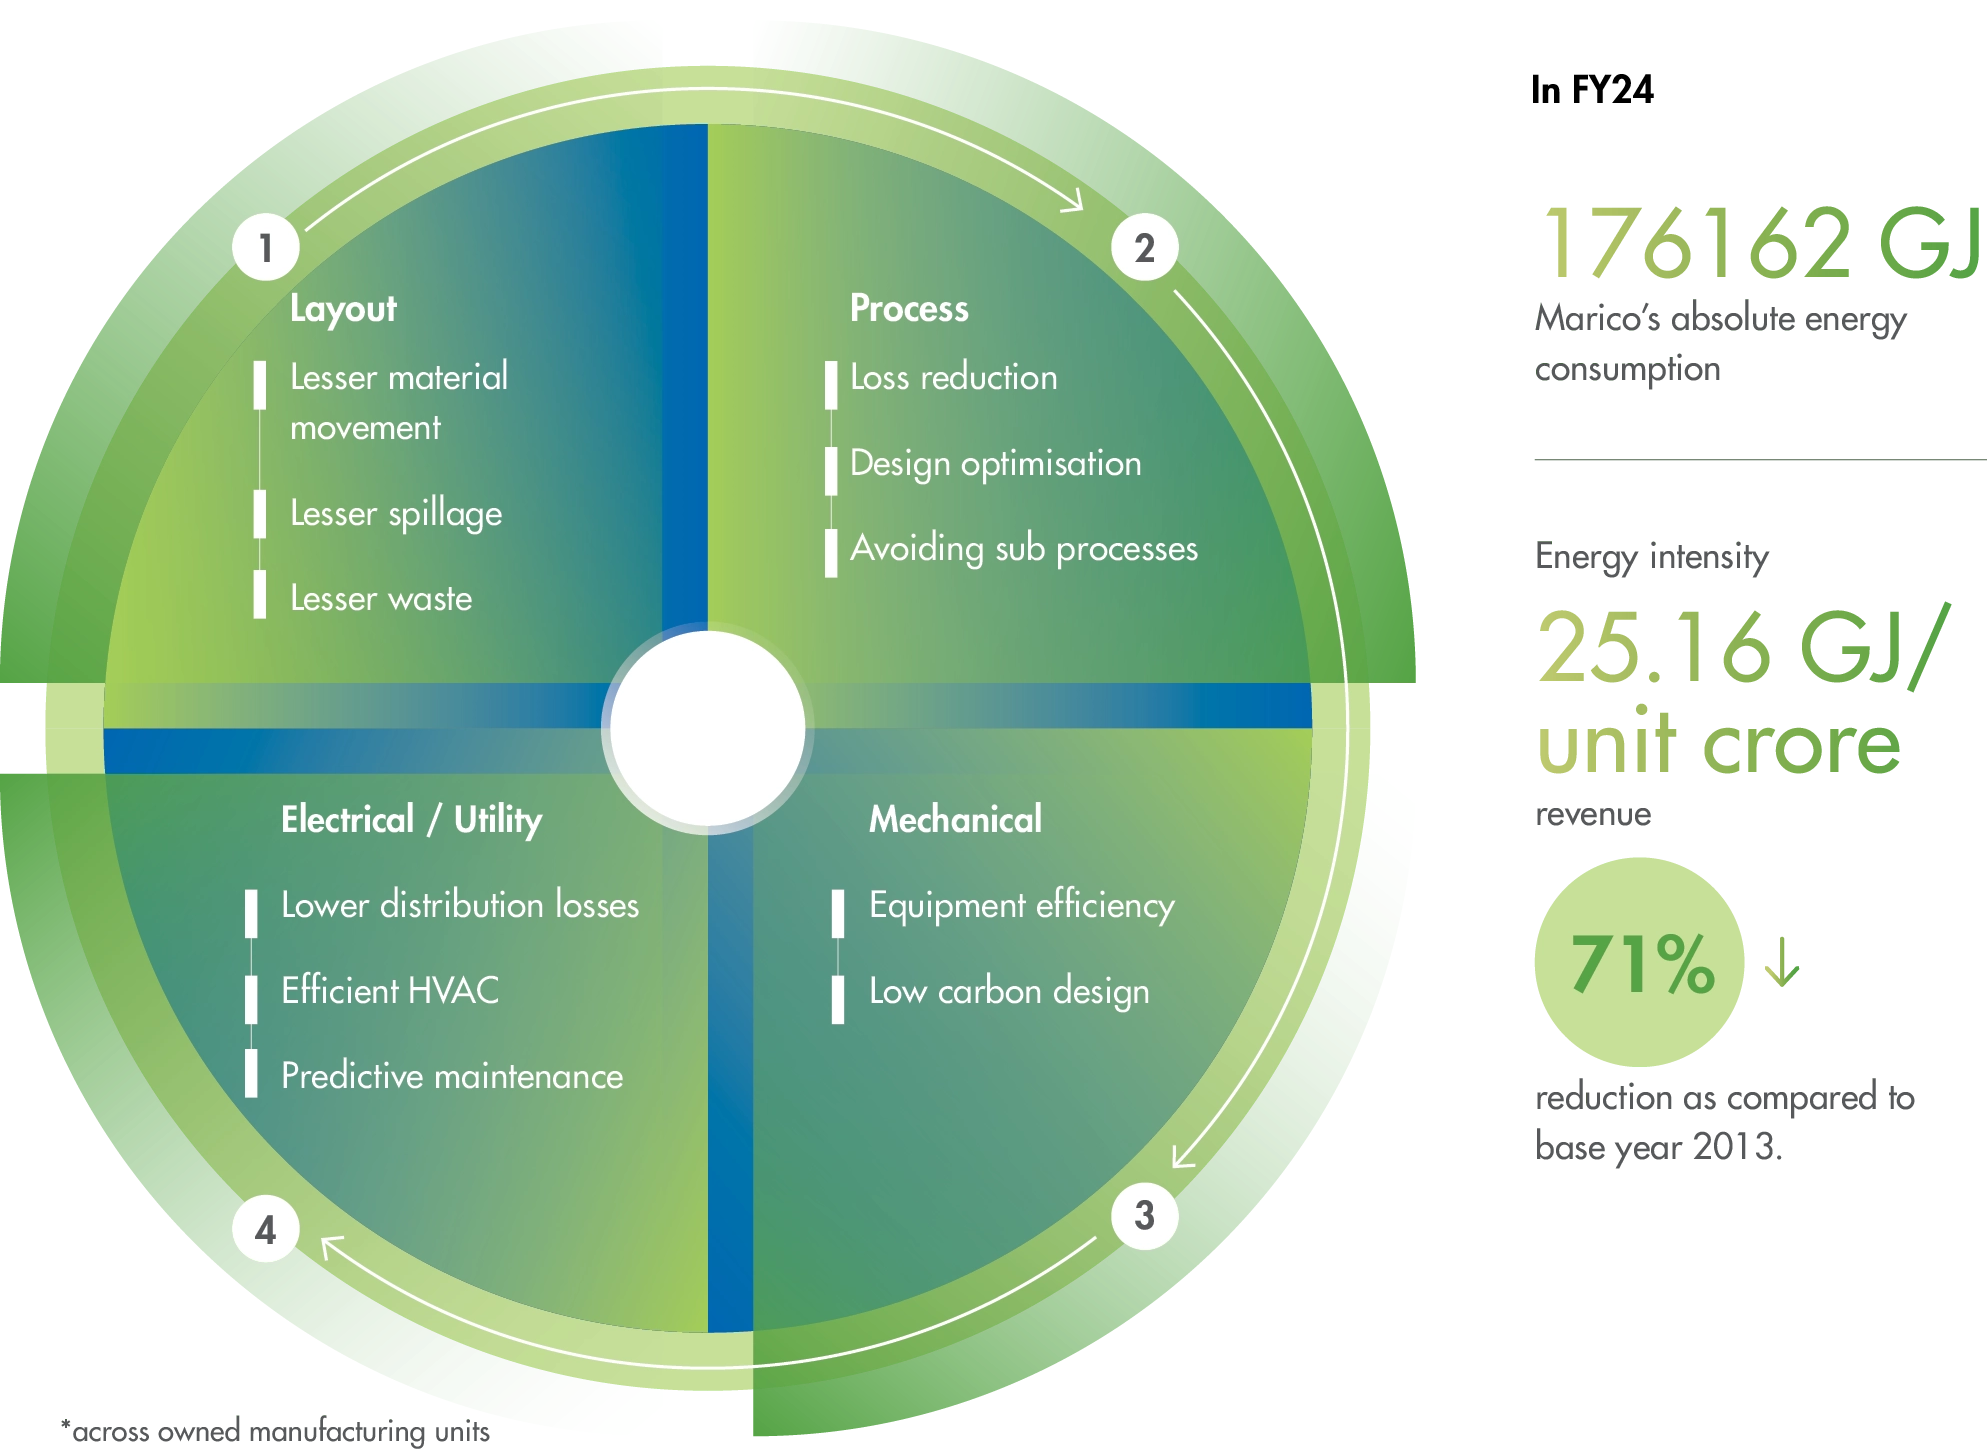 1
Layout
Lesser material
movement
Lesser spillage
Lesser waste
2
Process
Loss reduction
Design optimisation
Avoiding sub processes
3
Mechanical
Equipment efficiency
Low carbon design
4
Electrical / Utility
Lower distribution losses
Efficient HVAC
Predictive maintenance
*across owned manufacturing units
In FY24
176162 GJ
Marico’s absolute energy
consumption
Energy intensity
25.16 GJ/
unit crore
revenue
71%
reduction as compared to
base year 2013.